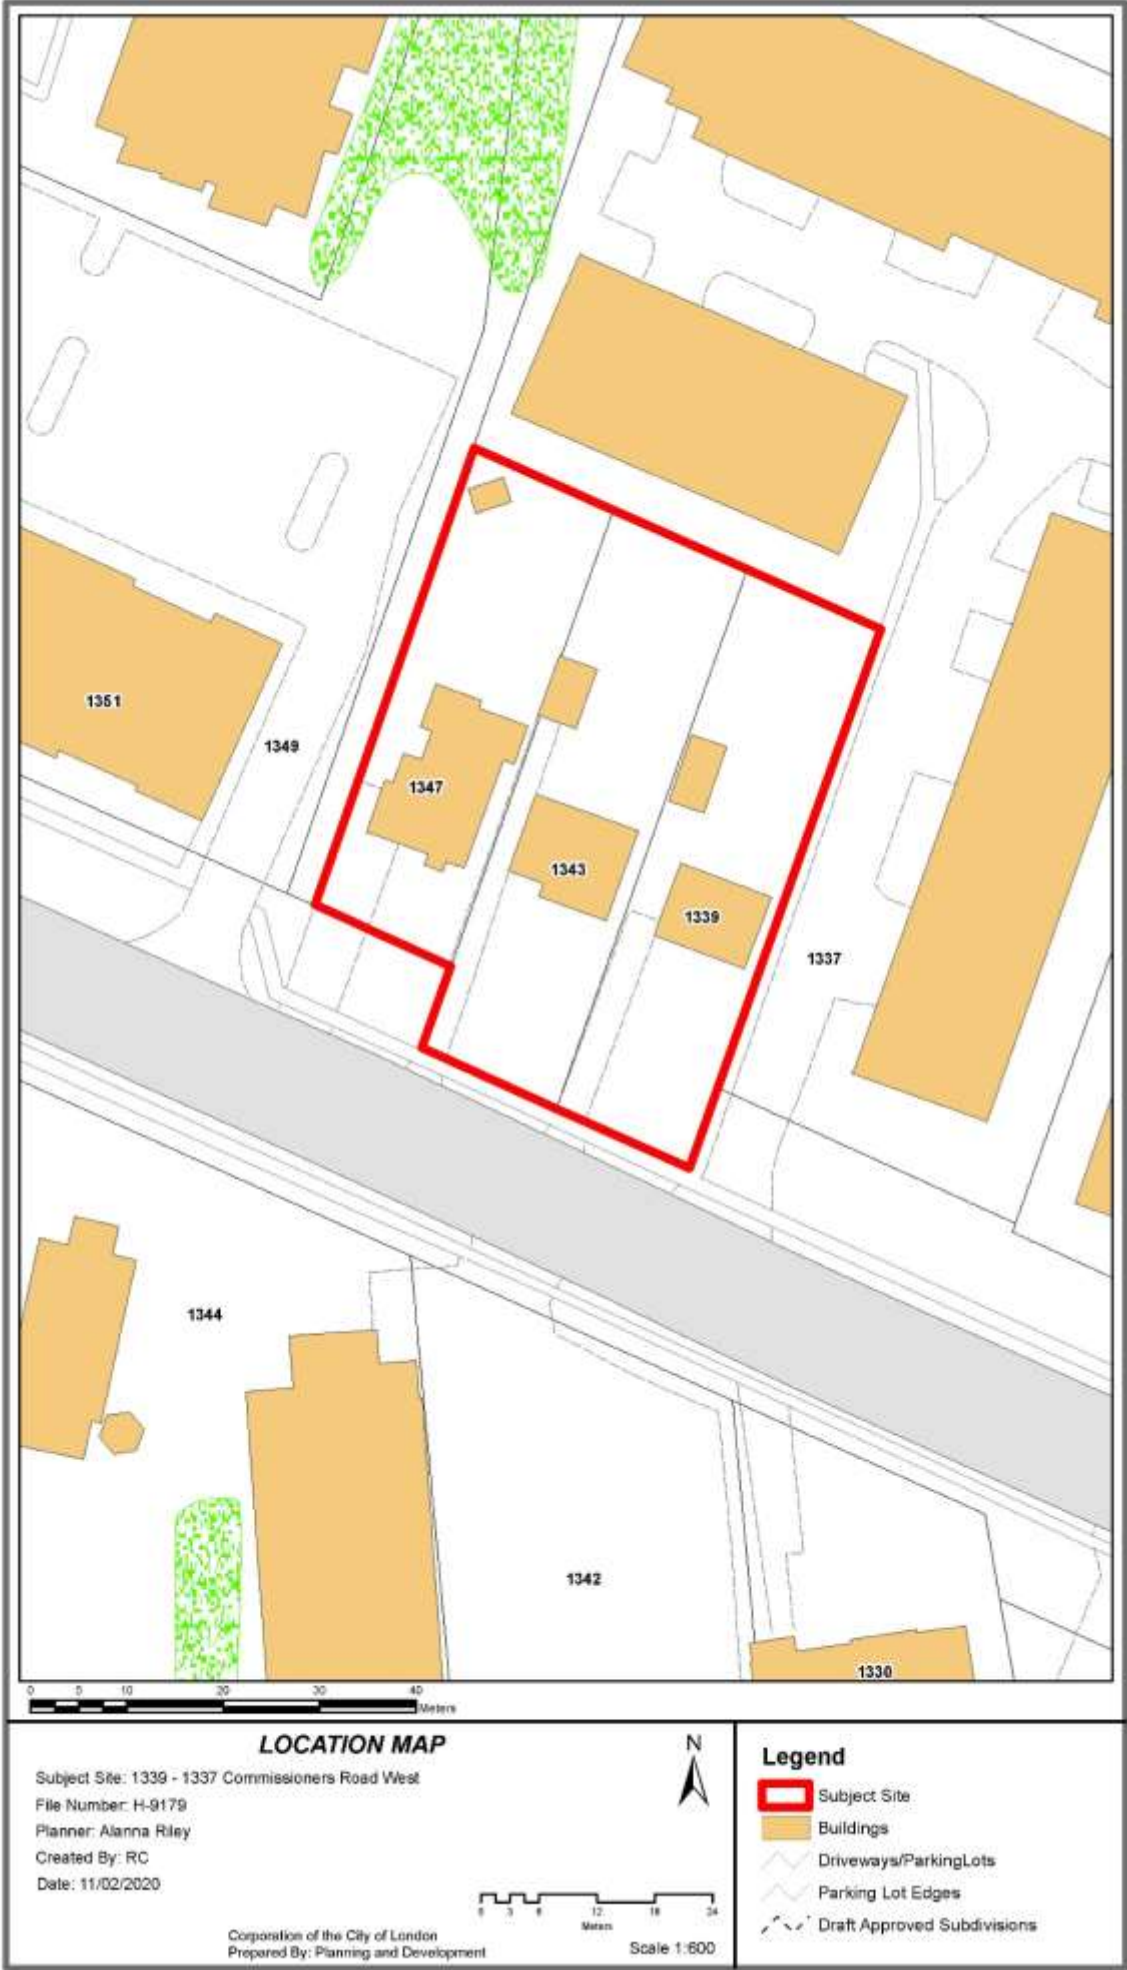 1351
1349
1347
1343
1339
1337
1344
1342
1330
0 5 10 20 30 40
Meters
LOCATION MAP
Subject Site: 1339 - 1337 Commissioners Road West
File Number: H-9179
Planner: Alanna Riley
Created By: RC
Date: 11/02/2020
Corporation of the City of London
Prepared By: Planning and Development
N
0 3 6 12 18 24
Meters
Scale 1:600
Legend
Subject Site
Buildings
Driveways/ParkingLots
Parking Lot Edges
Draft Approved Subdivisions